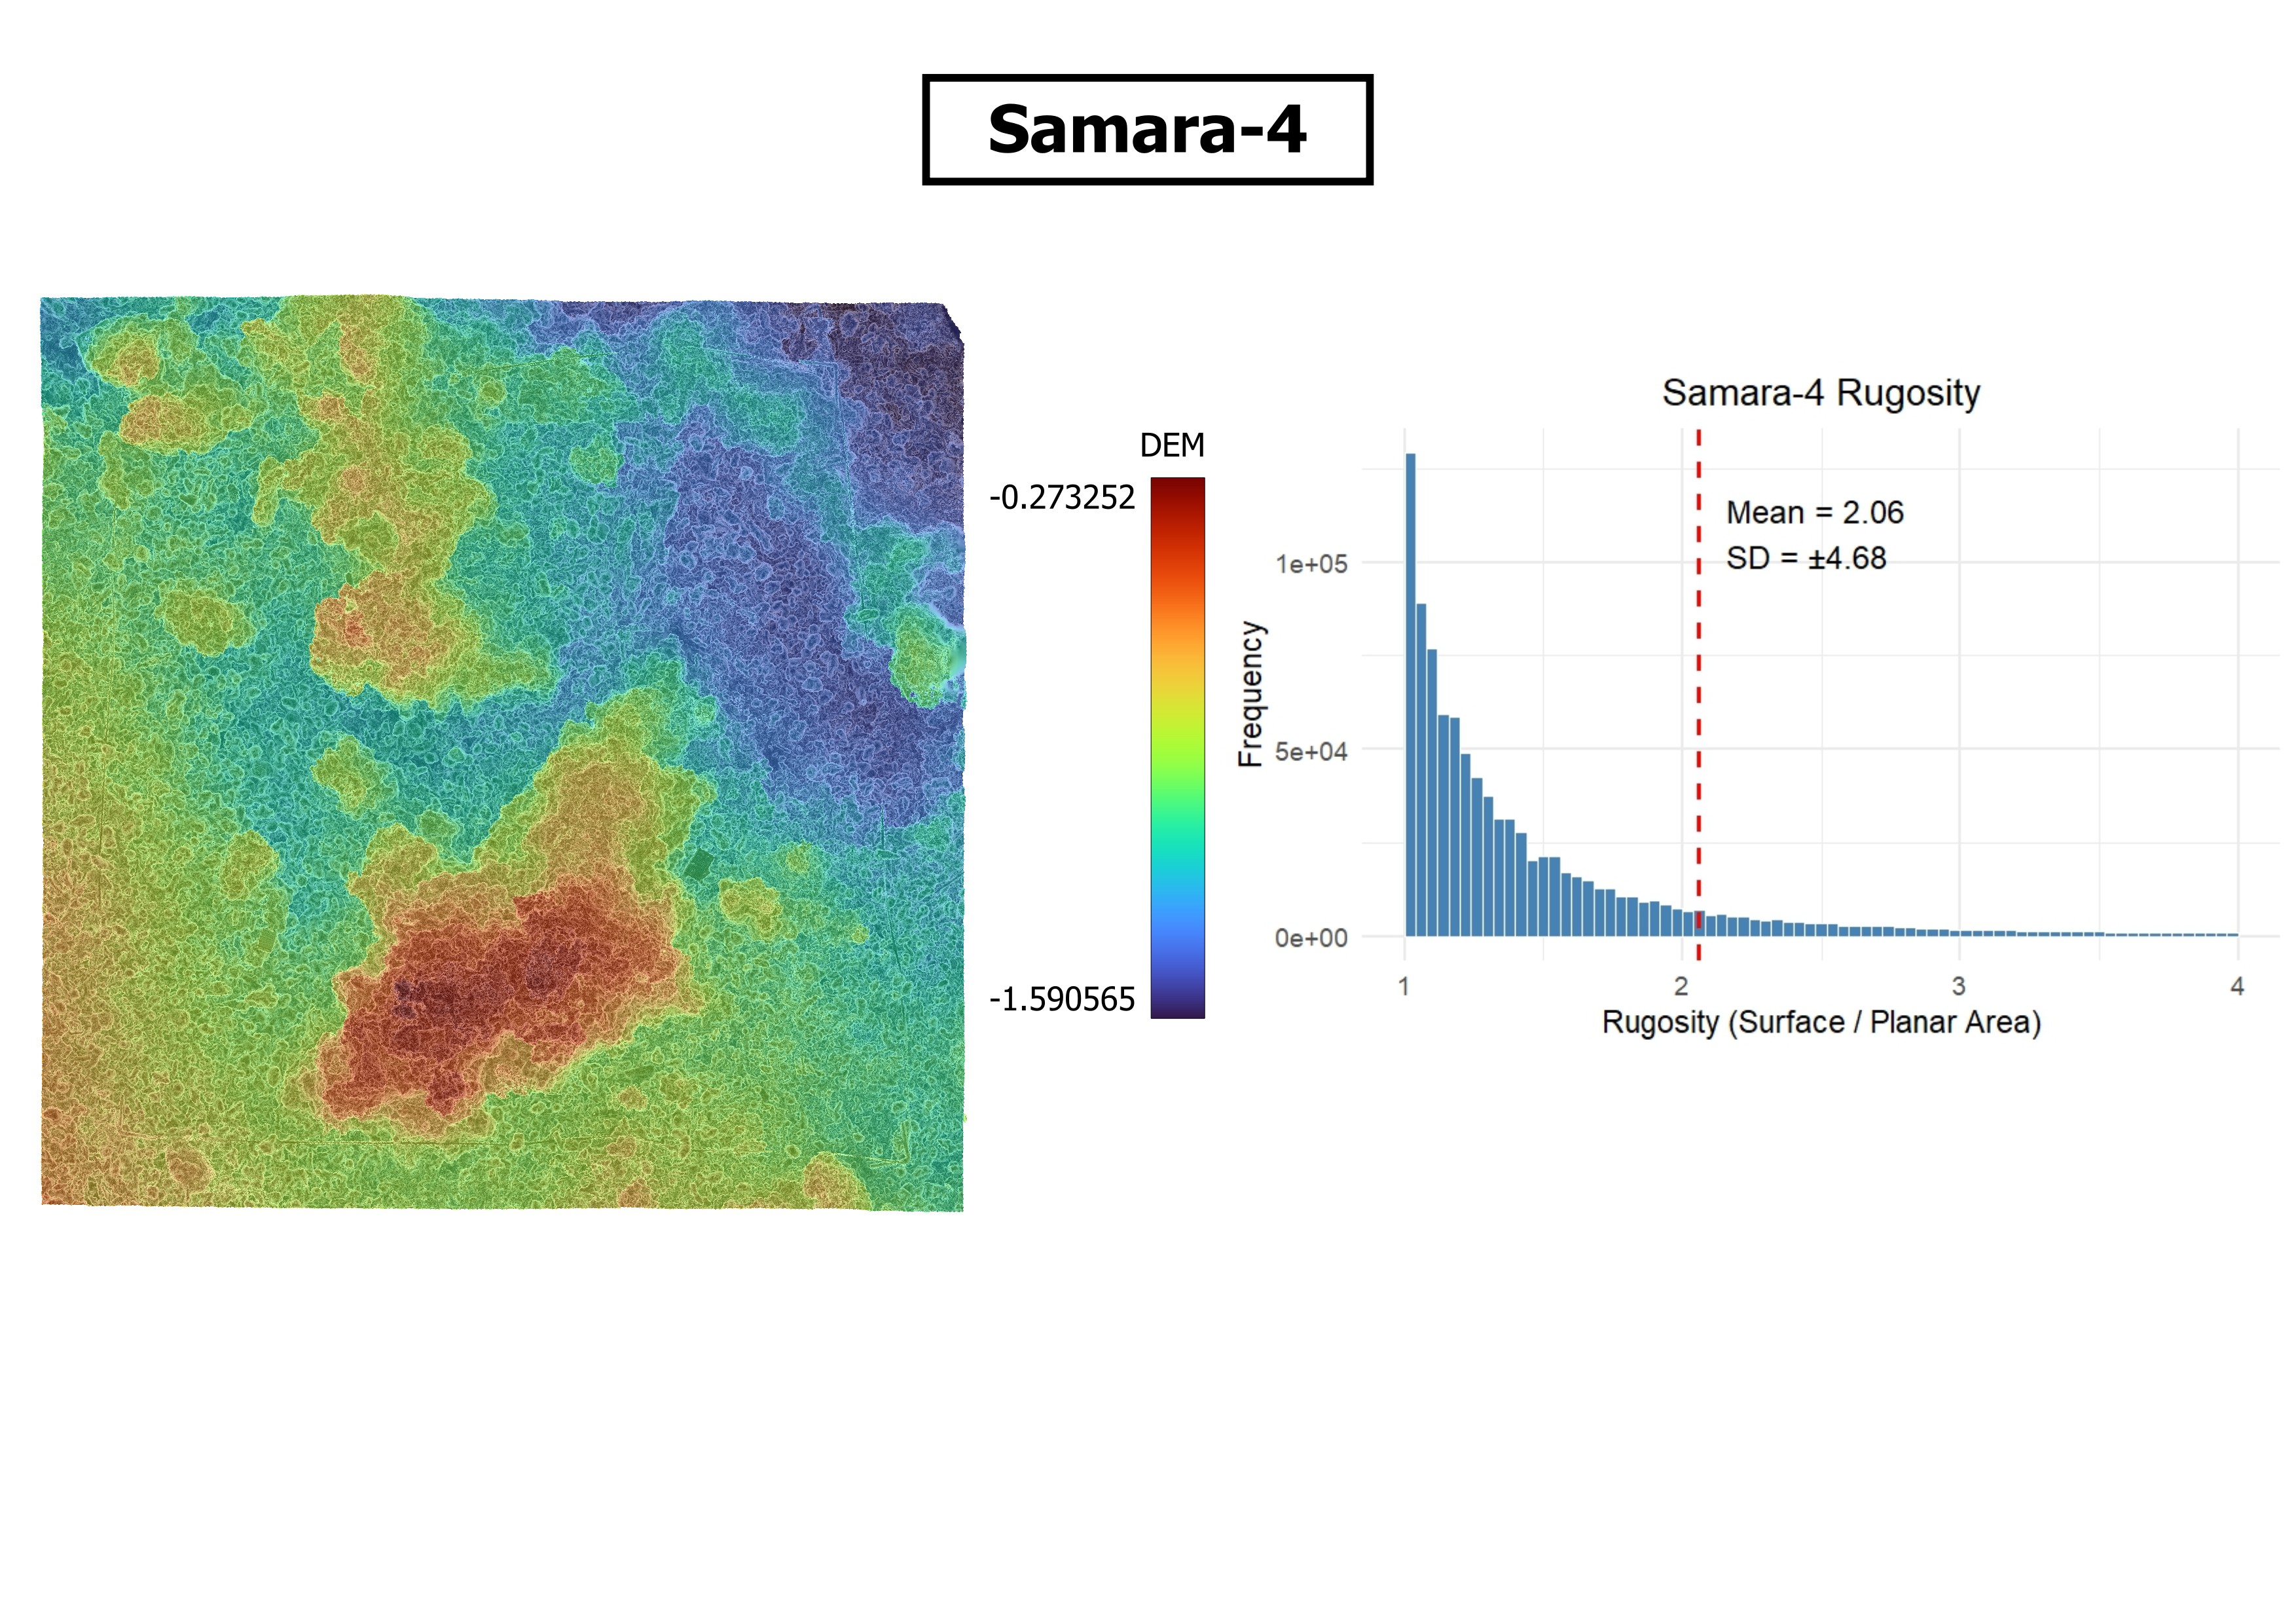 Samara-4
DEM
-0.273252
-1.590565
Samara-4 Rugosity
Mean = 2.06
SD = ±4.68
Frequency
1e+05
5e+04
0e+00
1 2 3 4
Rugosity (Surface / Planar Area)